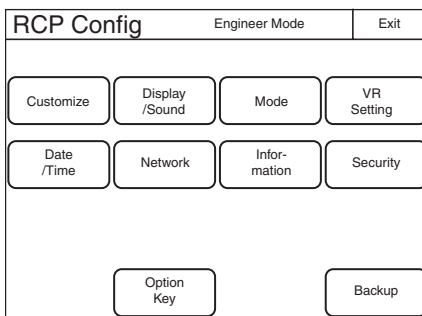 RCP Config
Engineer Mode
Exit
Customize
Display
/Sound
Mode
VR
Setting
Date
/Time
Network
Infor-
mation
Security
Option
Key
Backup